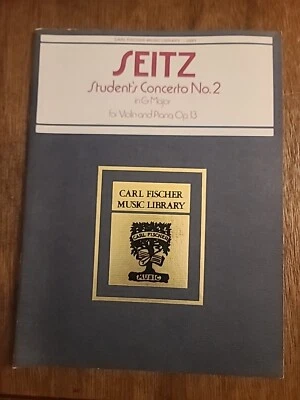 SEITZ
Student's Concerto No. 2
in G-Major
for Violin and Piano Op. 13
CARL FISCHER
MUSIC LIBRARY
CARL FISCHER
MUSIC